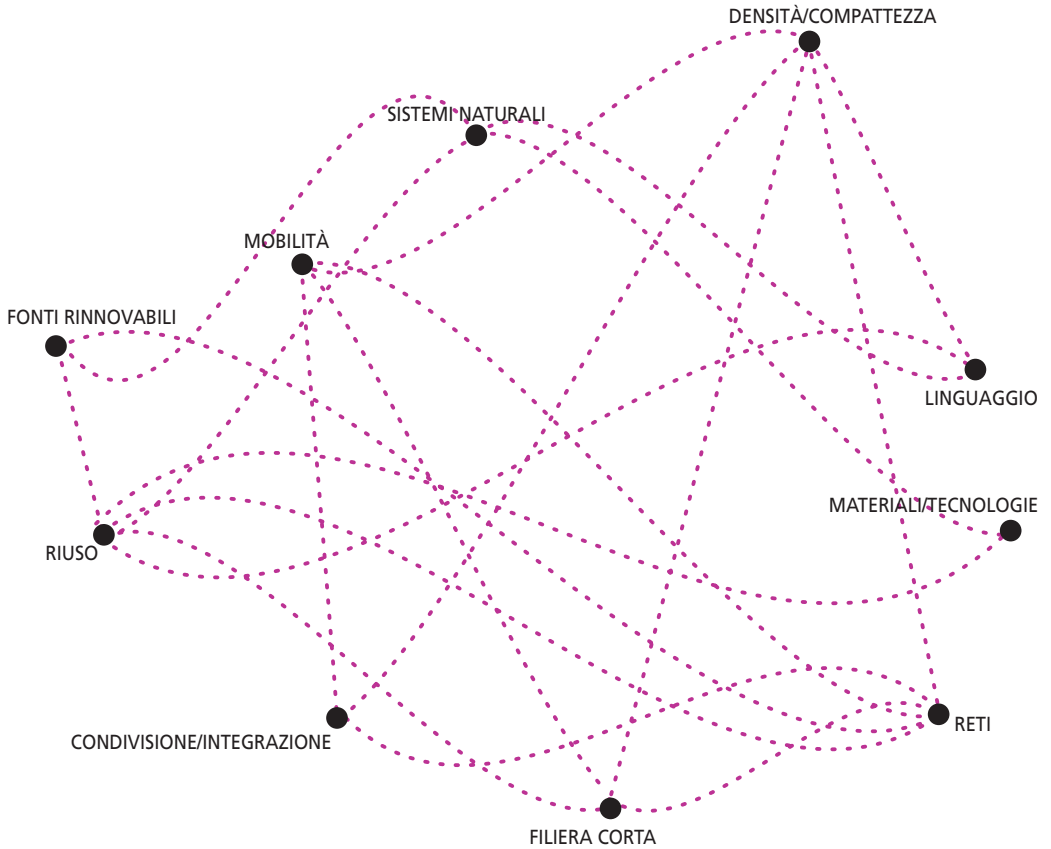 DENSITÀ/COMPATTEZZA
SISTEMI NATURALI
MOBILITÀ
FONTI RINNOVABILI
LINGUAGGIO
MATERIALI/TECNOLOGIE
RIUSO
RETI
CONDIVISIONE/INTEGRAZIONE
FILIERA CORTA